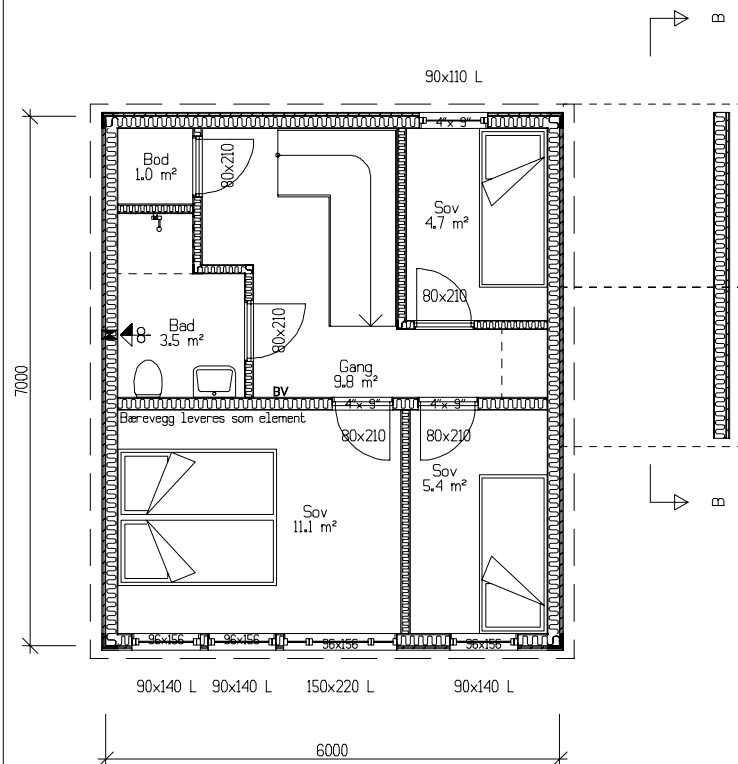 B
90x110 L
4"x 9"
Bod
1.0 m²
80x210
Sov
4.7 m²
80x210
8
Bad
3.5 m²
80x210
Gang
9.8 m²
7000
BV
4"x 9"
4"x 9"
Bærevegg leveres som element
80x210
80x210
Sov
5.4 m²
Sov
11.1 m²
B
96x156
96x156
96x156
96x156
90x140 L
90x140 L
150x220 L
90x140 L
6000